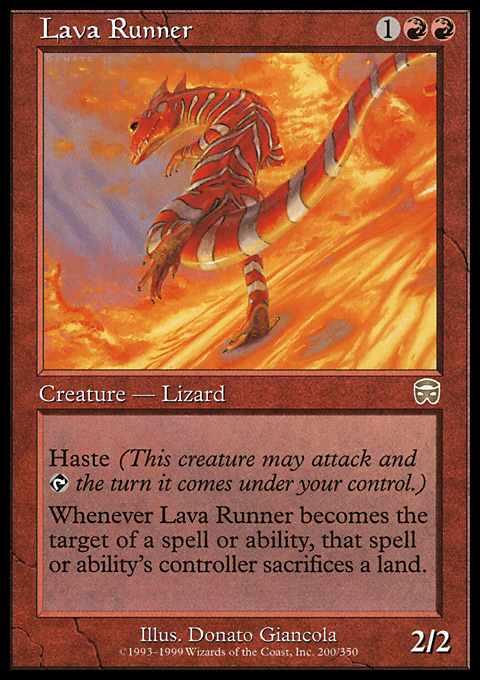 Lava Runner 1
Creature — Lizard
Haste (This creature may attack and
the turn it comes under your control.)
Whenever Lava Runner becomes the
target of a spell or ability, that spell
or ability's controller sacrifices a land.
Illus. Donato Giancola
©1993–1999 Wizards of the Coast, Inc. 200/350
2/2